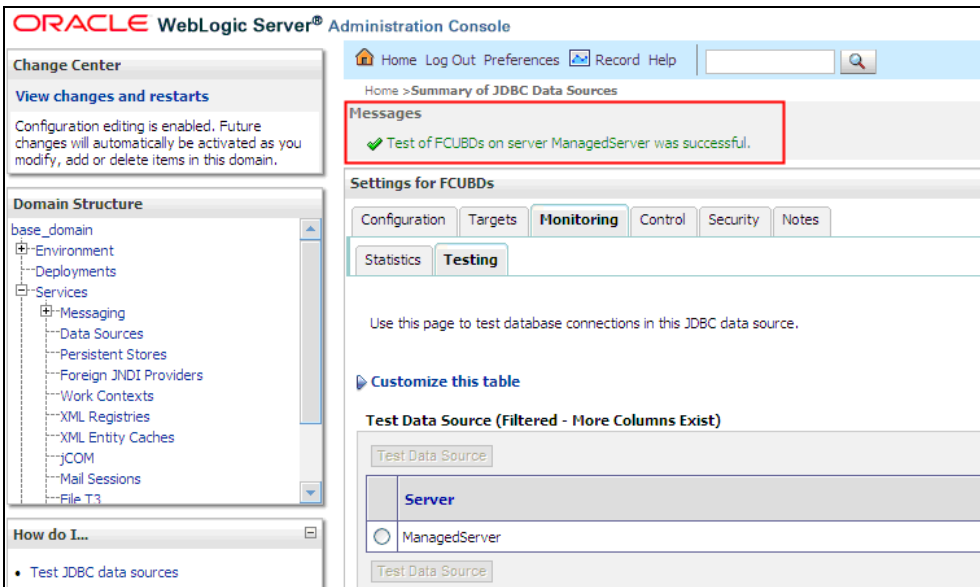 ORACLE WebLogic Server® Administration Console
Change Center
View changes and restarts
Configuration editing is enabled. Future
changes will automatically be activated as you
modify, add or delete items in this domain.
Domain Structure
base_domain
Environment
Deployments
Services
Messaging
Data Sources
Persistent Stores
Foreign JNDI Providers
Work Contexts
XML Registries
XML Entity Caches
jCOM
Mail Sessions
File T3
How do I...
Test JDBC data sources
Home Log Out Preferences Record Help
Home >Summary of JDBC Data Sources
Messages
Test of FCUBDs on server ManagedServer was successful.
Settings for FCUBDs
Configuration Targets Monitoring Control Security Notes
Statistics Testing
Use this page to test database connections in this JDBC data source.
Customize this table
Test Data Source (Filtered - More Columns Exist)
Test Data Source
Server
ManagedServer
Test Data Source